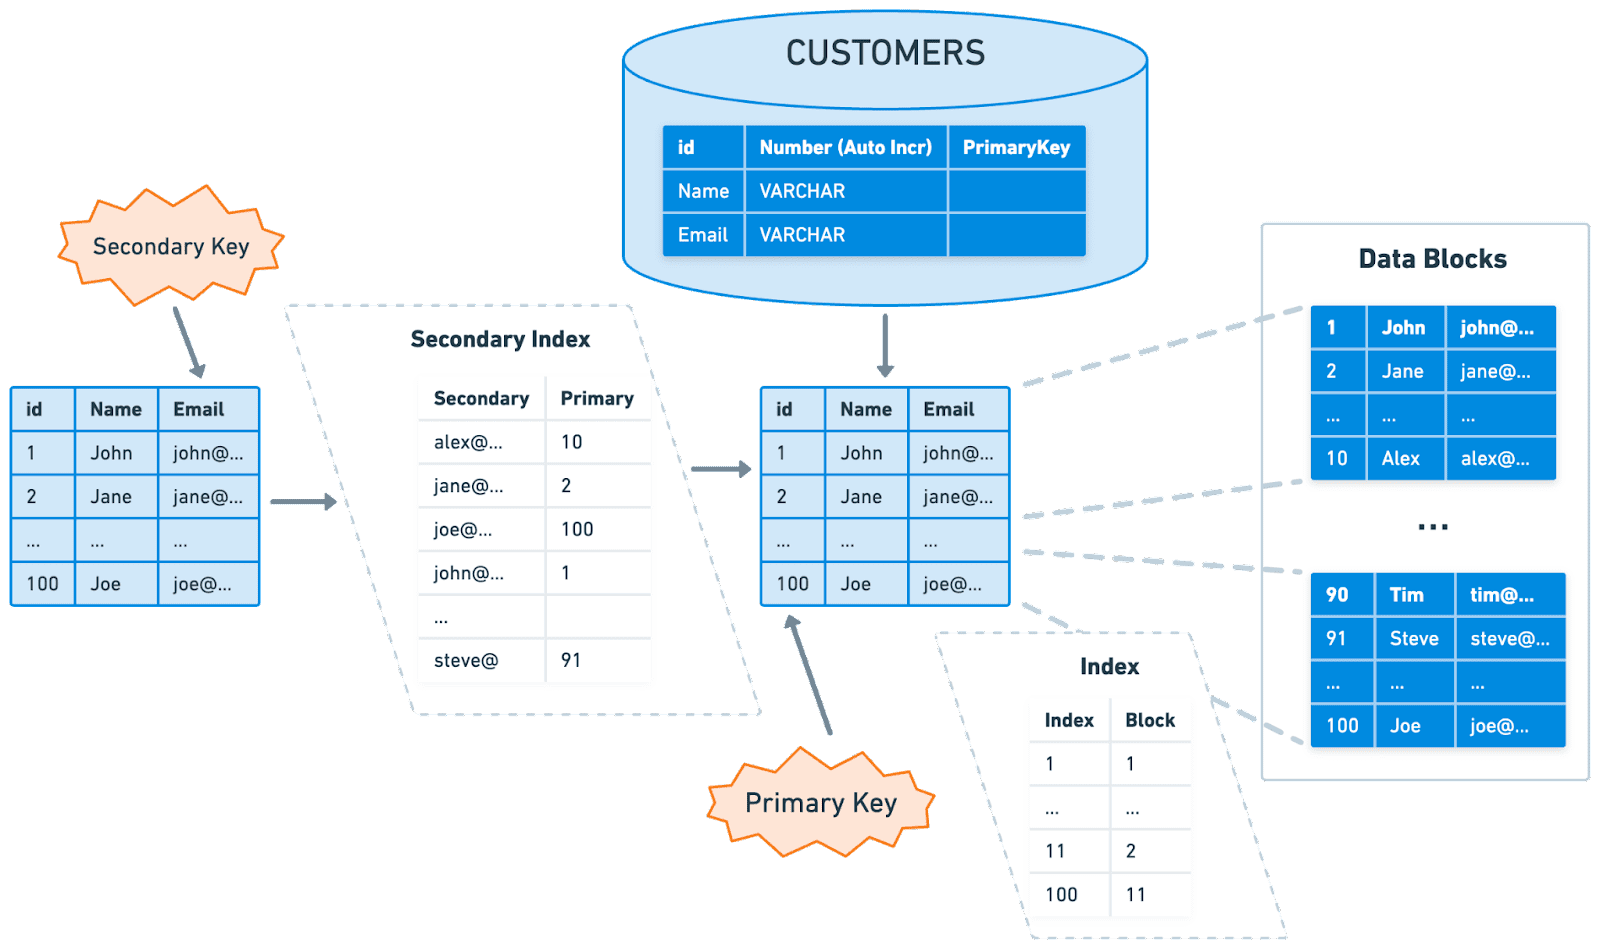 CUSTOMERS
id Number (Auto Incr) PrimaryKey
Name VARCHAR
Email VARCHAR
Secondary Key
id Name Email
1 John john@...
2 Jane jane@...
... ... ...
100 Joe joe@...
Secondary Index
Secondary Primary
alex@... 10
jane@... 2
joe@... 100
john@... 1
...
steve@ 91
id Name Email
1 John john@...
2 Jane jane@...
... ... ...
100 Joe joe@...
Primary Key
Index
Index Block
1 1
... ...
11 2
100 11
Data Blocks
1 John john@...
2 Jane jane@...
... ... ...
10 Alex alex@...
...
90 Tim tim@...
91 Steve steve@...
... ... ...
100 Joe joe@...